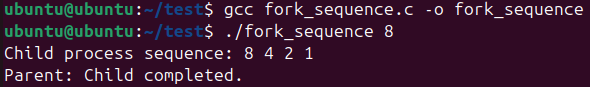 ubuntu@ubuntu:~/test$ gcc fork_sequence.c -o fork_sequence
ubuntu@ubuntu:~/test$ ./fork_sequence 8
Child process sequence: 8 4 2 1
Parent: Child completed.